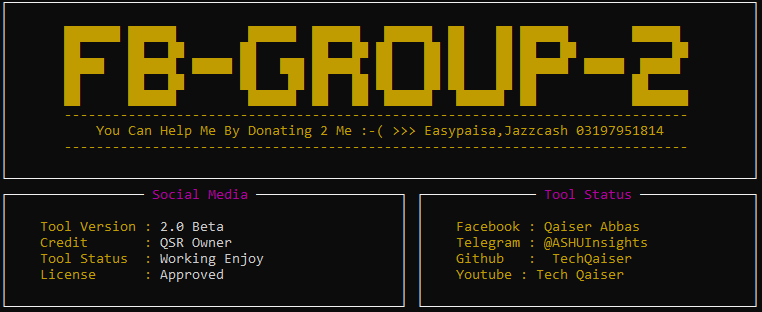 FB-GROUP-2
You Can Help Me By Donating 2 Me :-( >>> Easypaisa,Jazzcash 03197951814
Social Media
Tool Version : 2.0 Beta
Credit : QSR Owner
Tool Status : Working Enjoy
License : Approved
Tool Status
Facebook : Qaiser Abbas
Telegram : @ASHUInsights
Github : TechQaiser
Youtube : Tech Qaiser